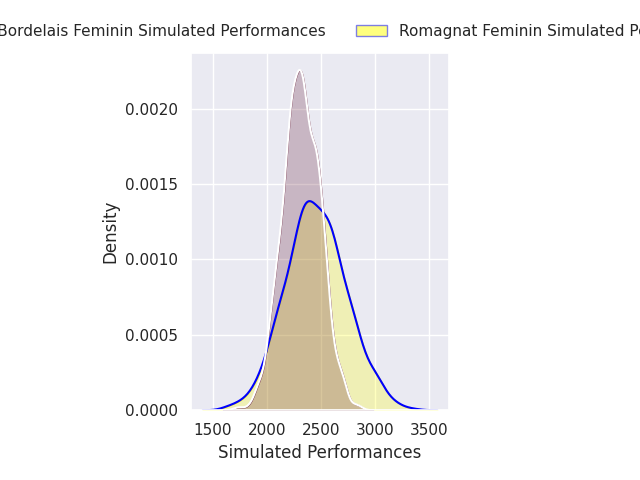 Bordelais Feminin Simulated Performances
Romagnat Feminin Simulated
Density
0.0020
0.0015
0.0010
0.0005
0.0000
1500 2000 2500 3000 3500
Simulated Performances